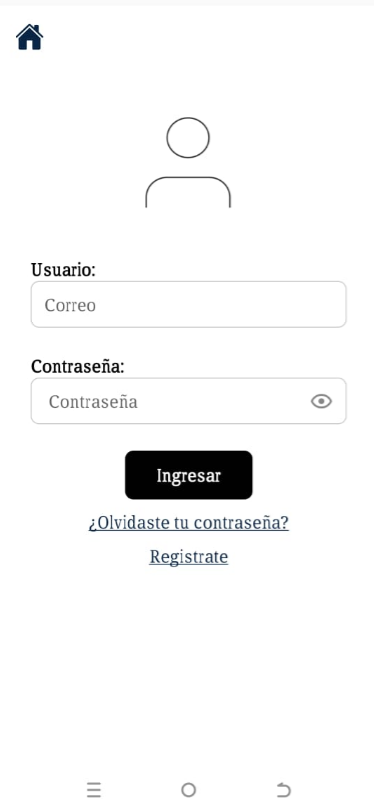 Usuario:
Correo
Contraseña:
Contraseña
Ingresar
¿Olvidaste tu contraseña?
Registrate